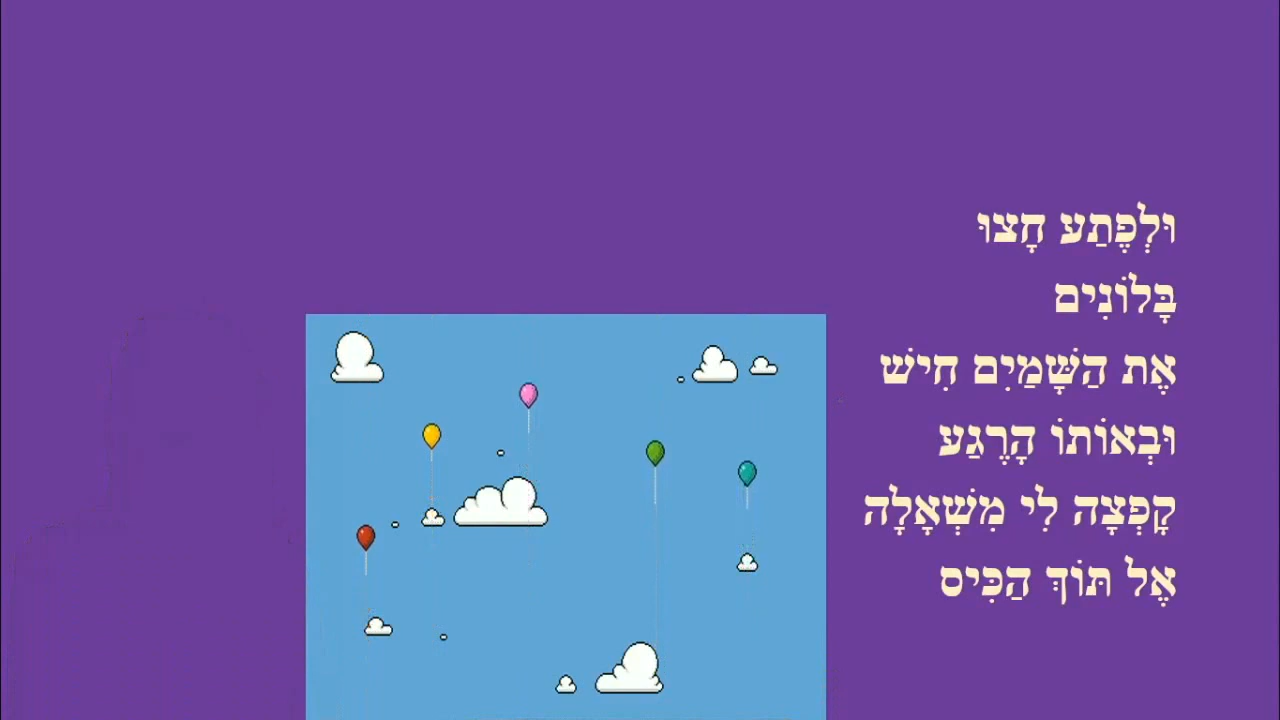 וּלְפֶתַע חָצוּ
בָּלוֹנִים
אֶת הַשָּׁמַיִם חִישׁ
וּבְאוֹתוֹ הָרֶגַע
קָפְצָה לִי מִשְׁאָלָה
אֶל תּוֹךְ הַכִּיס